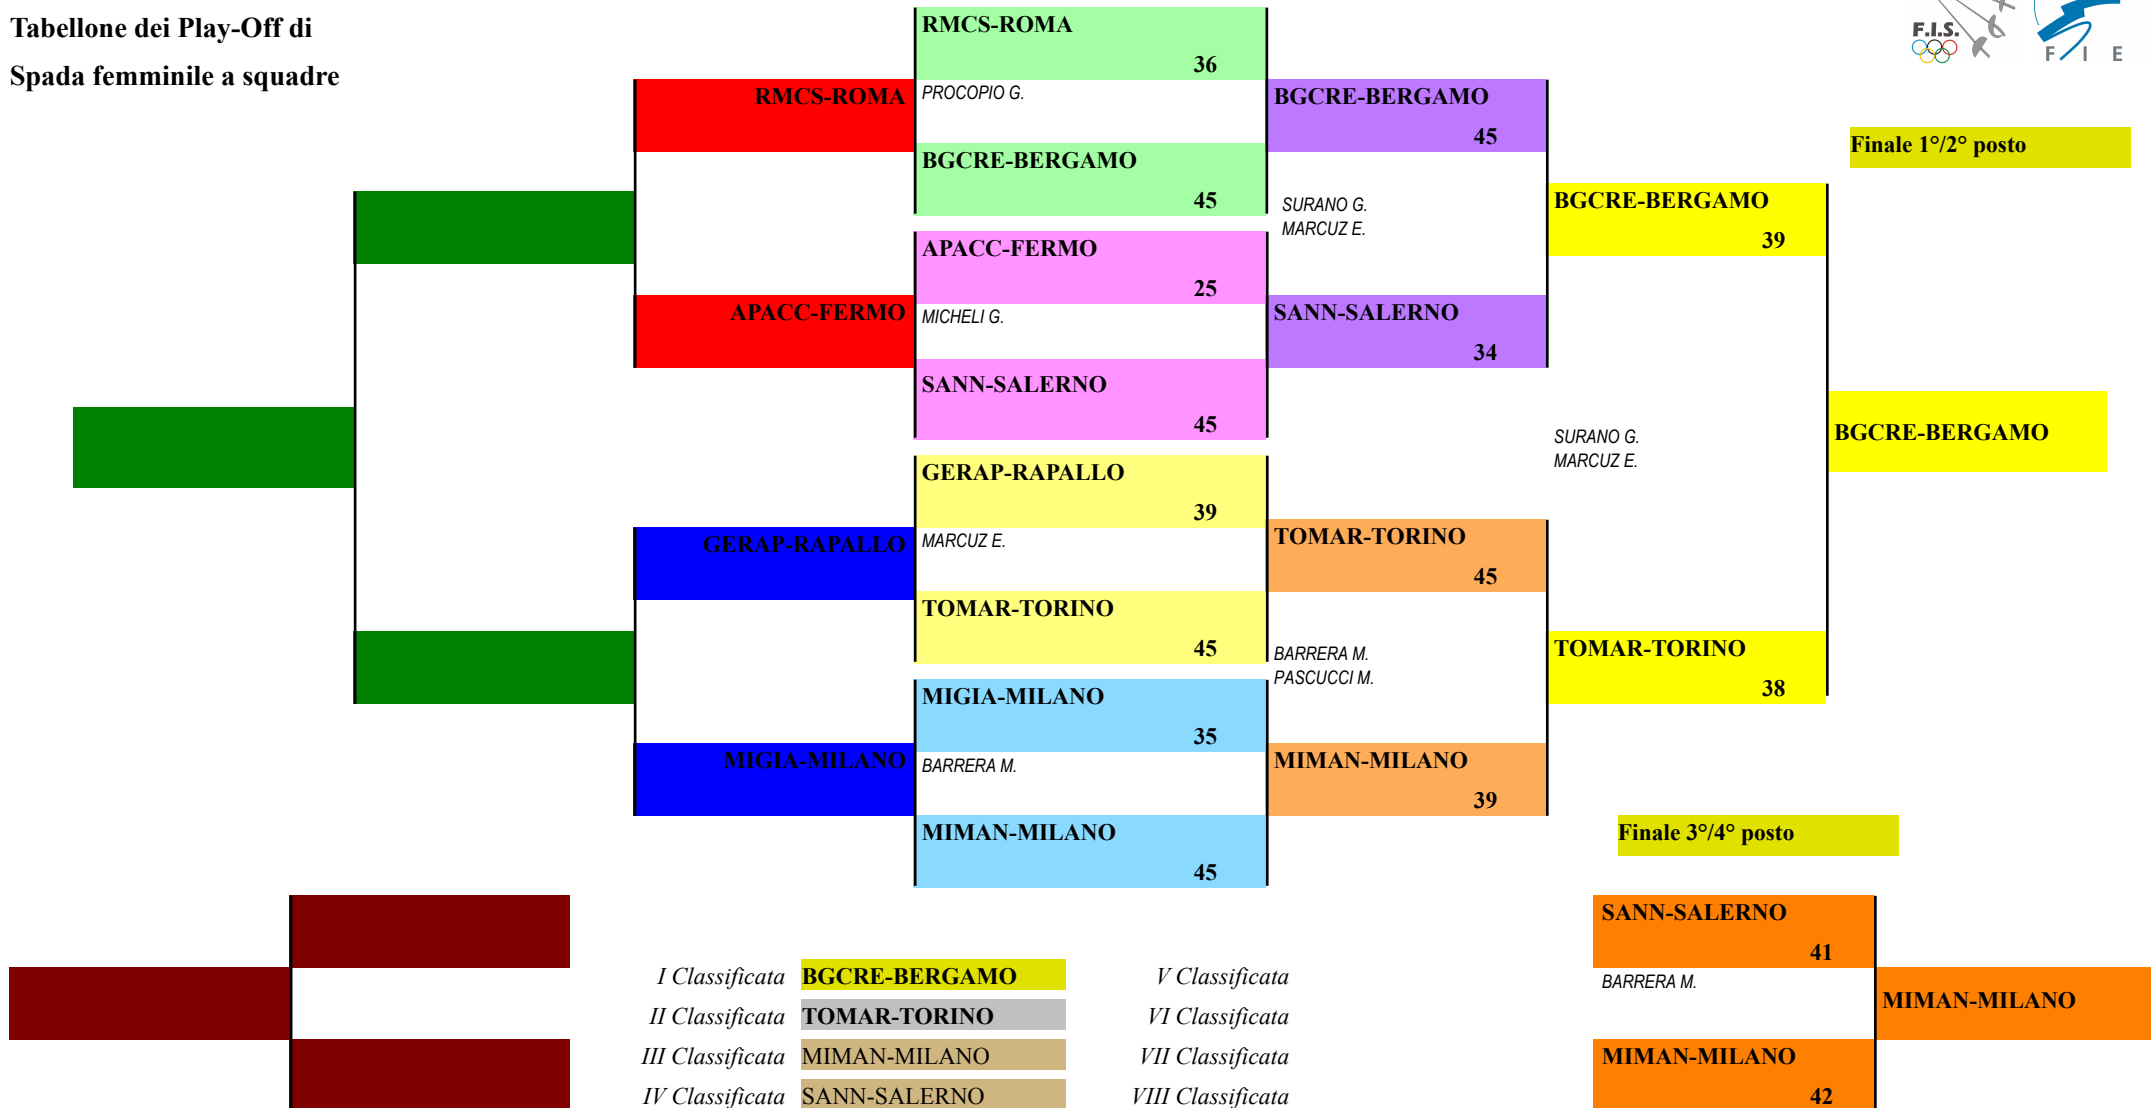 Tabellone dei Play-Off di
Spada femminile a squadre
F.I.S.
F I E
RMCS-ROMA
APACC-FERMO
GERAP-RAPALLO
MIGIA-MILANO
RMCS-ROMA
36
PROCOPIO G.
BGCRE-BERGAMO
45
APACC-FERMO
25
MICHELI G.
SANN-SALERNO
45
GERAP-RAPALLO
39
MARCUZ E.
TOMAR-TORINO
45
MIGIA-MILANO
35
BARRERA M.
MIMAN-MILANO
45
BGCRE-BERGAMO
45
SURANO G.
MARCUZ E.
SANN-SALERNO
34
TOMAR-TORINO
45
BARRERA M.
PASCUCCI M.
MIMAN-MILANO
39
Finale 1°/2° posto
BGCRE-BERGAMO
39
SURANO G.
MARCUZ E.
TOMAR-TORINO
38
BGCRE-BERGAMO
Finale 3°/4° posto
SANN-SALERNO
41
BARRERA M.
MIMAN-MILANO
42
MIMAN-MILANO
I Classificata BGCRE-BERGAMO
II Classificata TOMAR-TORINO
III Classificata MIMAN-MILANO
IV Classificata SANN-SALERNO
V Classificata
VI Classificata
VII Classificata
VIII Classificata